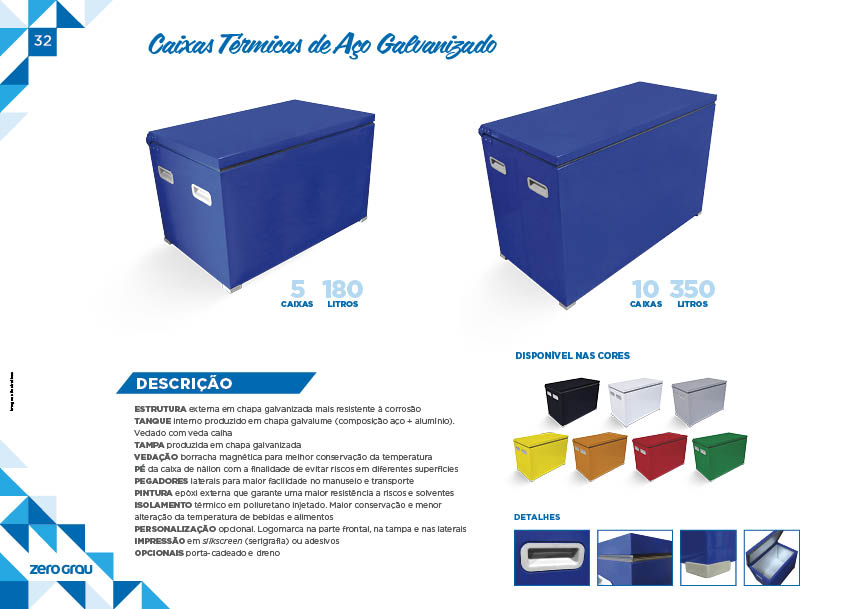 32
Caixas Térmicas de Aço Galvanizado
5 CAIXAS
180 LITROS
10 CAIXAS
350 LITROS
DISPONÍVEL NAS CORES
DESCRIÇÃO
ESTRUTURA externa em chapa galvanizada mais resistente à corrosão
TANQUE interno produzido em chapa galvalume (composição aço + alumínio).
Vedado com veda calha
TAMPA produzida em chapa galvanizada
VEDAÇÃO borracha magnética para melhor conservação da temperatura
PÉ da caixa de náilon com a finalidade de evitar riscos em diferentes superfícies
PEGADORES laterais para maior facilidade no manuseio e transporte
PINTURA epóxi externa que garante uma maior resistência a riscos e solventes
ISOLAMENTO térmico em poliuretano injetado. Maior conservação e menor
alteração da temperatura de bebidas e alimentos
PERSONALIZAÇÃO opcional. Logomarca na parte frontal, na tampa e nas laterais
IMPRESSÃO em silkscreen (serigrafia) ou adesivos
OPCIONAIS porta-cadeado e dreno
DETALHES
zero grau